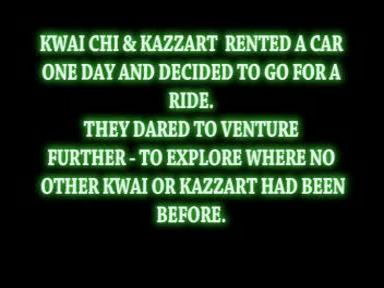 KWAI CHI & KAZZART RENTED A CAR
ONE DAY AND DECIDED TO GO FOR A
RIDE.
THEY DARED TO VENTURE
FURTHER - TO EXPLORE WHERE NO
OTHER KWAI OR KAZZART HAD BEEN
BEFORE.